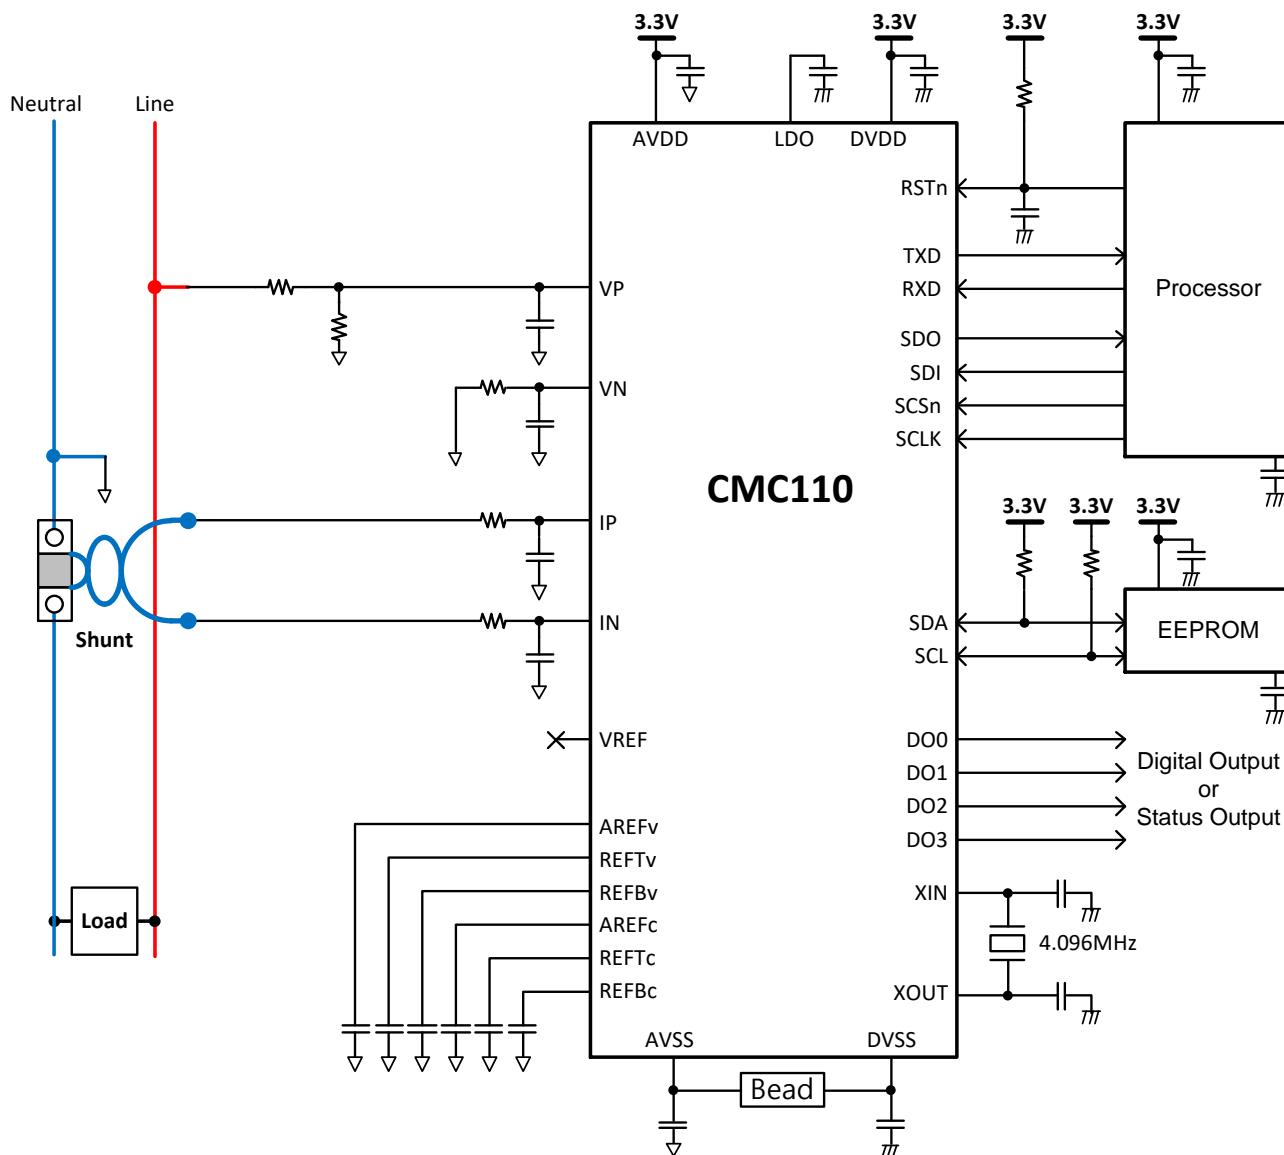 3.3V
3.3V
3.3V
3.3V
Neutral
Line
AVDD
LDO
DVDD
RSTn
TXD
RXD
SDO
SDI
SCSn
SCLK
Processor
VP
VN
IP
IN
CMC110
Shunt
3.3V
3.3V
3.3V
SDA
SCL
EEPROM
VREF
DO0
DO1
DO2
DO3
Digital Output
or
Status Output
AREFv
REFTv
REFBv
AREFc
REFTc
REFBc
Load
XIN
4.096MHz
XOUT
AVSS
DVSS
Bead